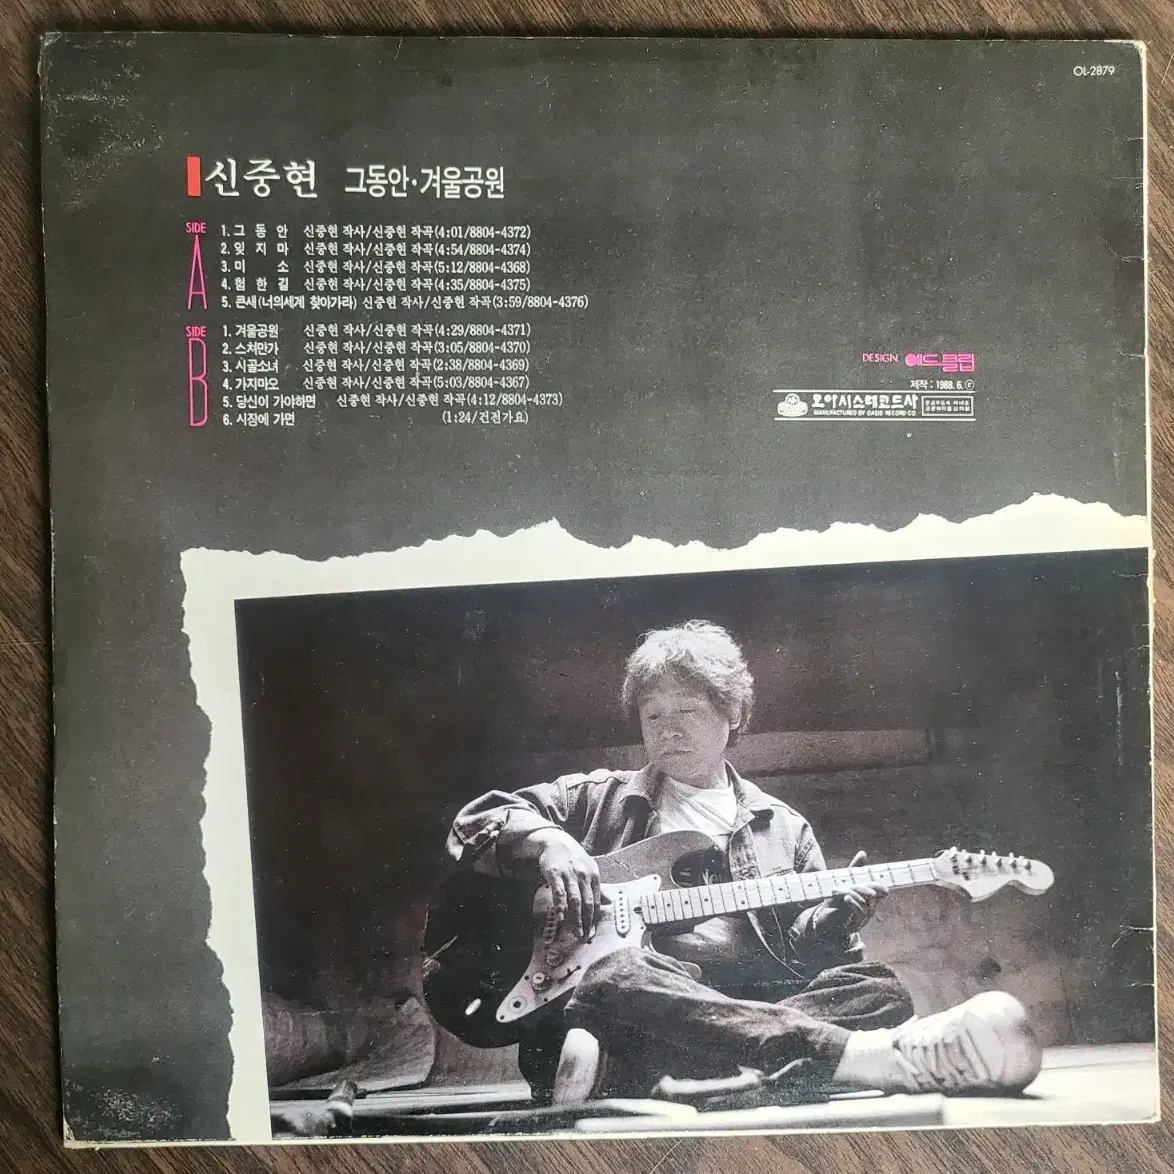 OL-2879
신중현 그동안·겨울공원
SIDE A
1. 그 동 안 신중현 작사/신중현 작곡(4:01/8804-4372)
2. 잊 지 마 신중현 작사/신중현 작곡(4:54/8804-4374)
3. 미 소 신중현 작사/신중현 작곡(5:12/8804-4368)
4. 험 한 길 신중현 작사/신중현 작곡(4:35/8804-4375)
5. 큰새(너의세계 찾아가라) 신중현 작사/신중현 작곡(3:59/8804-4376)
SIDE B
1. 겨울공원 신중현 작사/신중현 작곡(4:29/8804-4371)
2. 스쳐만가 신중현 작사/신중현 작곡(3:05/8804-4370)
3. 시골소녀 신중현 작사/신중현 작곡(2:38/8804-4369)
4. 가지마오 신중현 작사/신중현 작곡(5:03/8804-4367)
5. 당신이 가야하면 신중현 작사/신중현 작곡(4:12/8804-4373)
6. 시장에 가면 (1:24/건전가요)
DESIGN. 애드클립
제작 : 1988. 6. ⓒ
오아시스레코드사
MANUFACTURED BY OASIS RECORD CO.